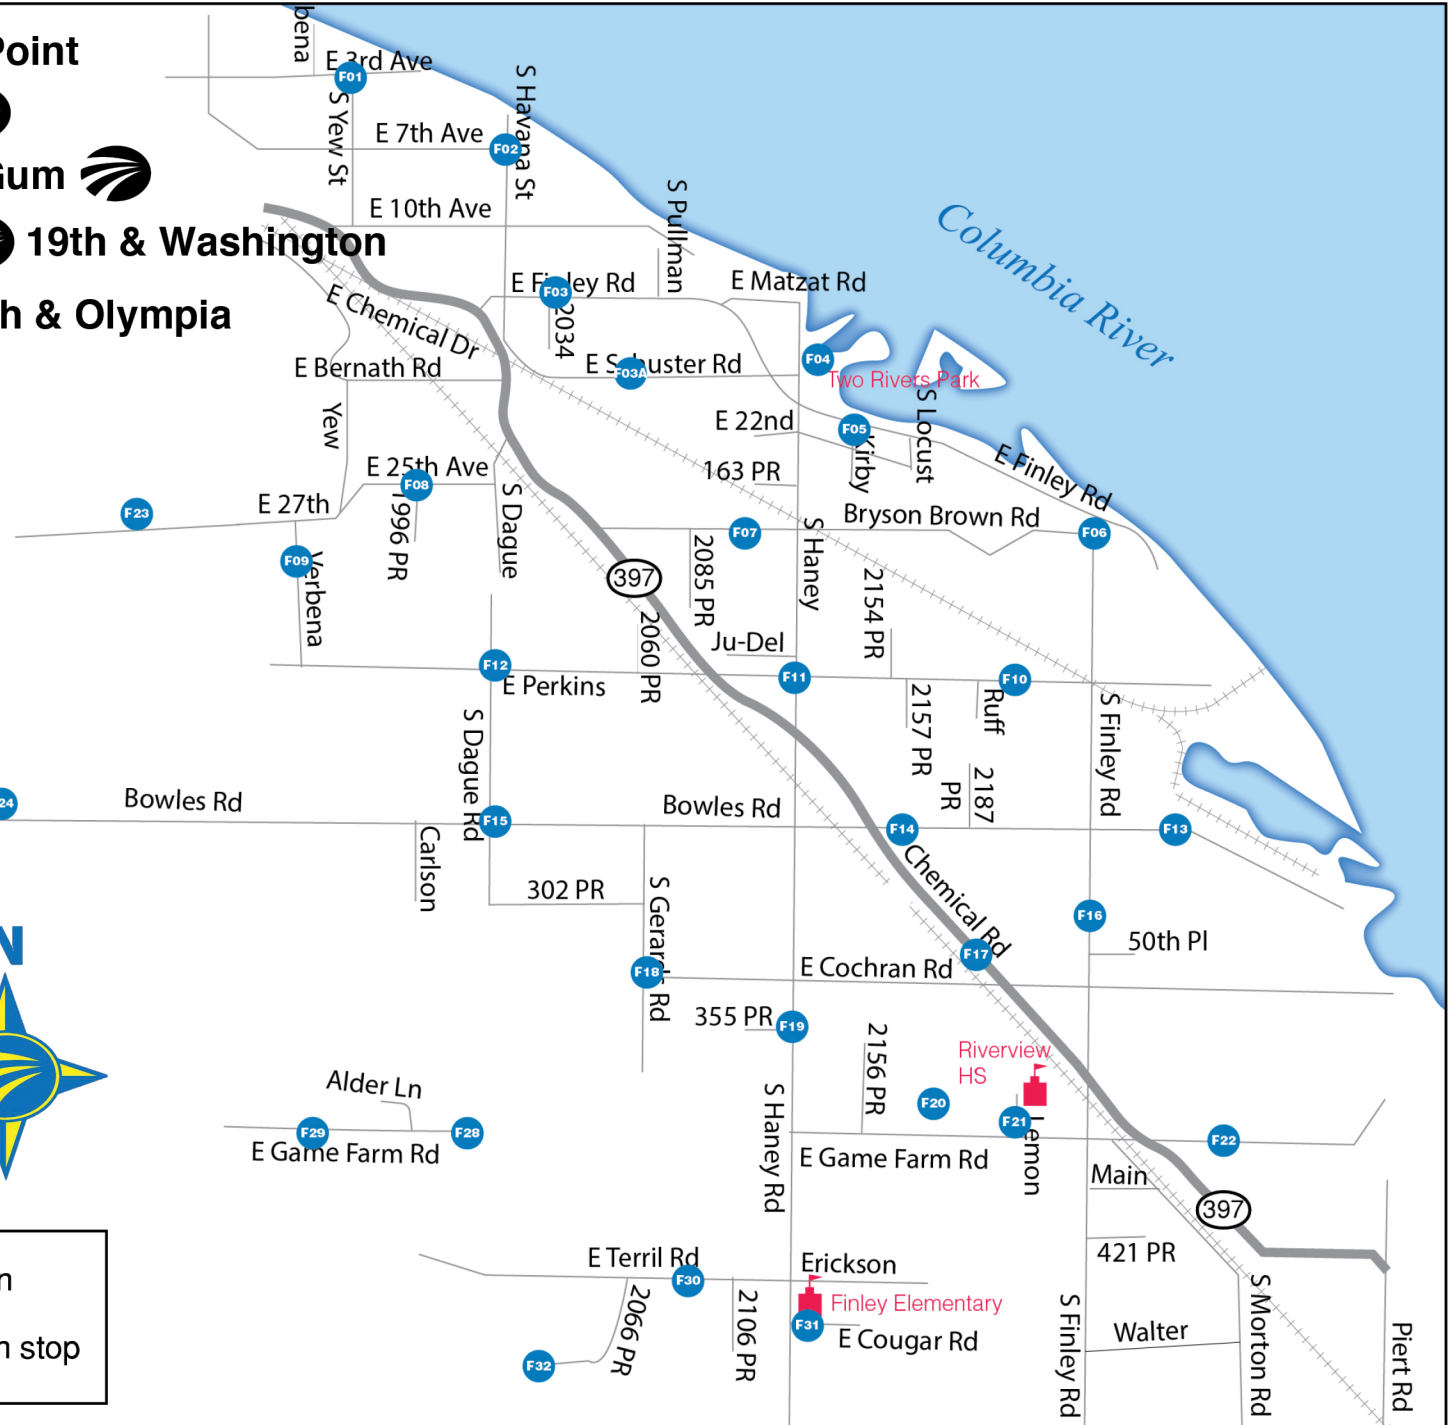 bena
Point
E 3rd Ave
F01
S Yew St
S Havana St
E 7th Ave
F02
Gum
S Pullman
E 10th Ave
19th & Washington
Columbia River
E Finley Rd
F03
E Matzat Rd
h & Olympia
E Chemical Dr
2034
E Schuster Rd
F03A
F04
Two Rivers Park
E Bernath Rd
Yew
E 22nd
F05
Kirby
S Locust
E Finley Rd
E 25th Ave
F08
163 PR
E 27th
F23
1996 PR
S Dague
Bryson Brown Rd
F07
F06
S Haney
F09
Verbena
397
2085 PR
2154 PR
2060 PR
Ju-Del
F12
E Perkins
F11
F10
Ruff
2157 PR
S Finley Rd
S Dague Rd
2187
PR
24
Bowles Rd
F15
Bowles Rd
F14
F13
Carlson
Chemical Rd
302 PR
S Gerards Rd
F16
50th Pl
N
F18
E Cochran Rd
F17
355 PR
F19
2156 PR
Riverview
HS
Alder Ln
F20
F21
Lemon
F29
F28
E Game Farm Rd
S Haney Rd
E Game Farm Rd
F22
Main
397
421 PR
E Terril Rd
F30
Erickson
n
2066 PR
2106 PR
Finley Elementary
F31
E Cougar Rd
S Finley Rd
Walter
S Morton Rd
Piert Rd
n stop
F32